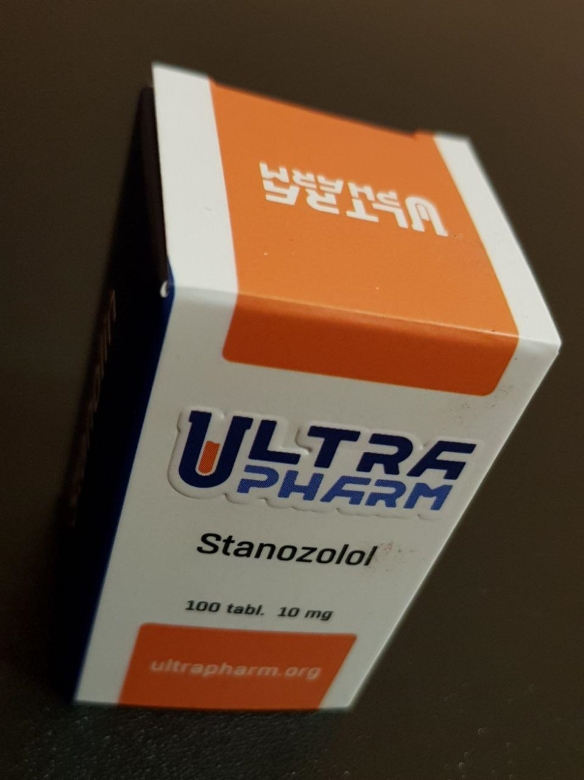 ULTRA
PHARM
ULTRA
PHARM
Stanozolol
100 tabl. 10 mg
ultrapharm.org